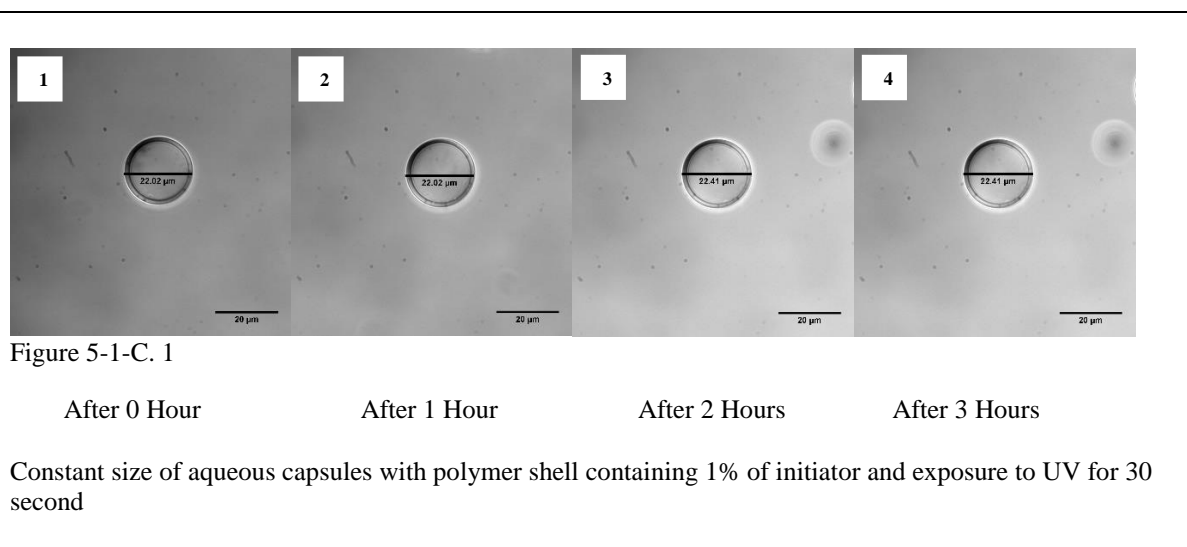 1 2 3 4
22.02 µm 22.02 µm 22.41 µm 22.41 µm
20 µm 20 µm 20 µm 20 µm
Figure 5-1-C. 1
After 0 Hour After 1 Hour After 2 Hours After 3 Hours
Constant size of aqueous capsules with polymer shell containing 1% of initiator and exposure to UV for 30
second